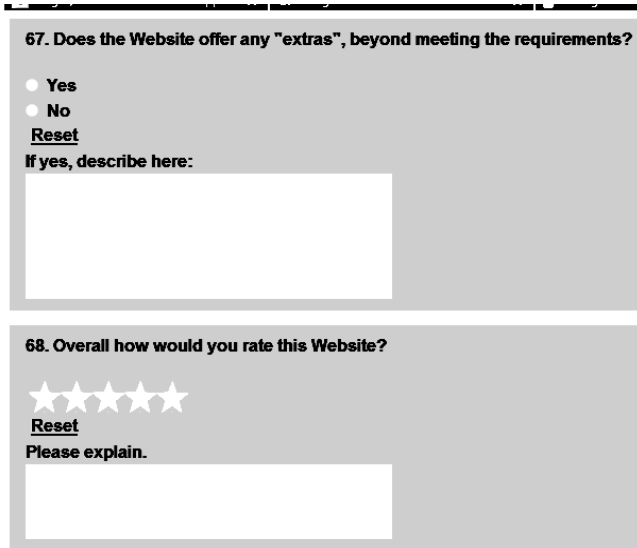 67. Does the Website offer any "extras", beyond meeting the requirements?
Yes
No
Reset
If yes, describe here:
68. Overall how would you rate this Website?
Reset
Please explain.